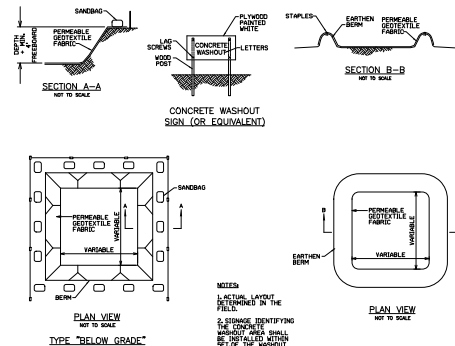 SANDBAG
PERMEABLE
GEOTEXTILE
FABRIC
DEPTH
+ MIN.
4"
FREEBOARD
SECTION A-A
NOT TO SCALE
PLYWOOD
PAINTED
WHITE
LAG
SCREWS
WOOD
POST
CONCRETE
WASHOUT
LETTERS
CONCRETE WASHOUT
SIGN (OR EQUIVALENT)
STAPLES
EARTHEN
BERM
PERMEABLE
GEOTEXTILE
FABRIC
SECTION B-B
NOT TO SCALE
SANDBAG
A
A
PERMEABLE
GEOTEXTILE
FABRIC
VARIABLE
VARIABLE
BERM
PLAN VIEW
NOT TO SCALE
TYPE "BELOW GRADE"
NOTES:
1. ACTUAL LAYOUT
DETERMINED IN THE
FIELD.
2. SIGNAGE IDENTIFYING
THE CONCRETE
WASHOUT AREA SHALL
BE INSTALLED WITHIN
OF THE WASHOUT
B
PERMEABLE
GEOTEXTILE
FABRIC
VARIABLE
VARIABLE
EARTHEN
BERM
PLAN VIEW
NOT TO SCALE